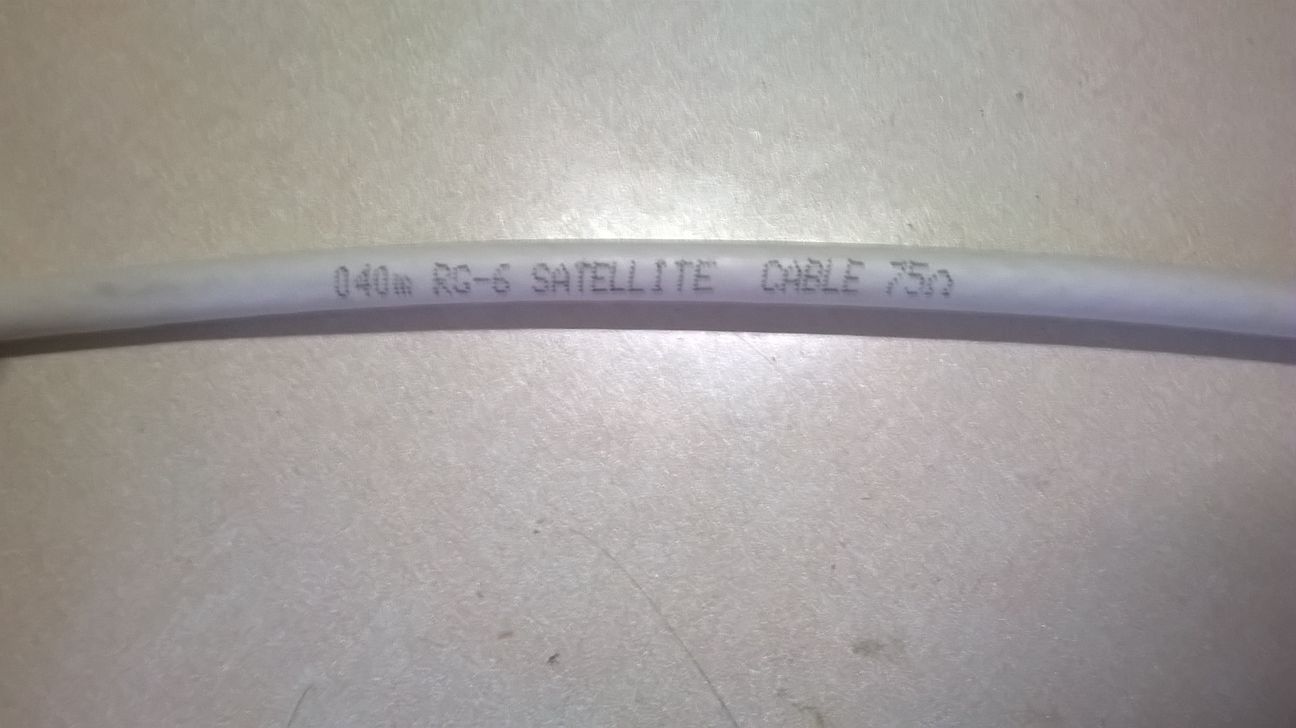 040m RG-6 SATELLITE CABLE 75Ω